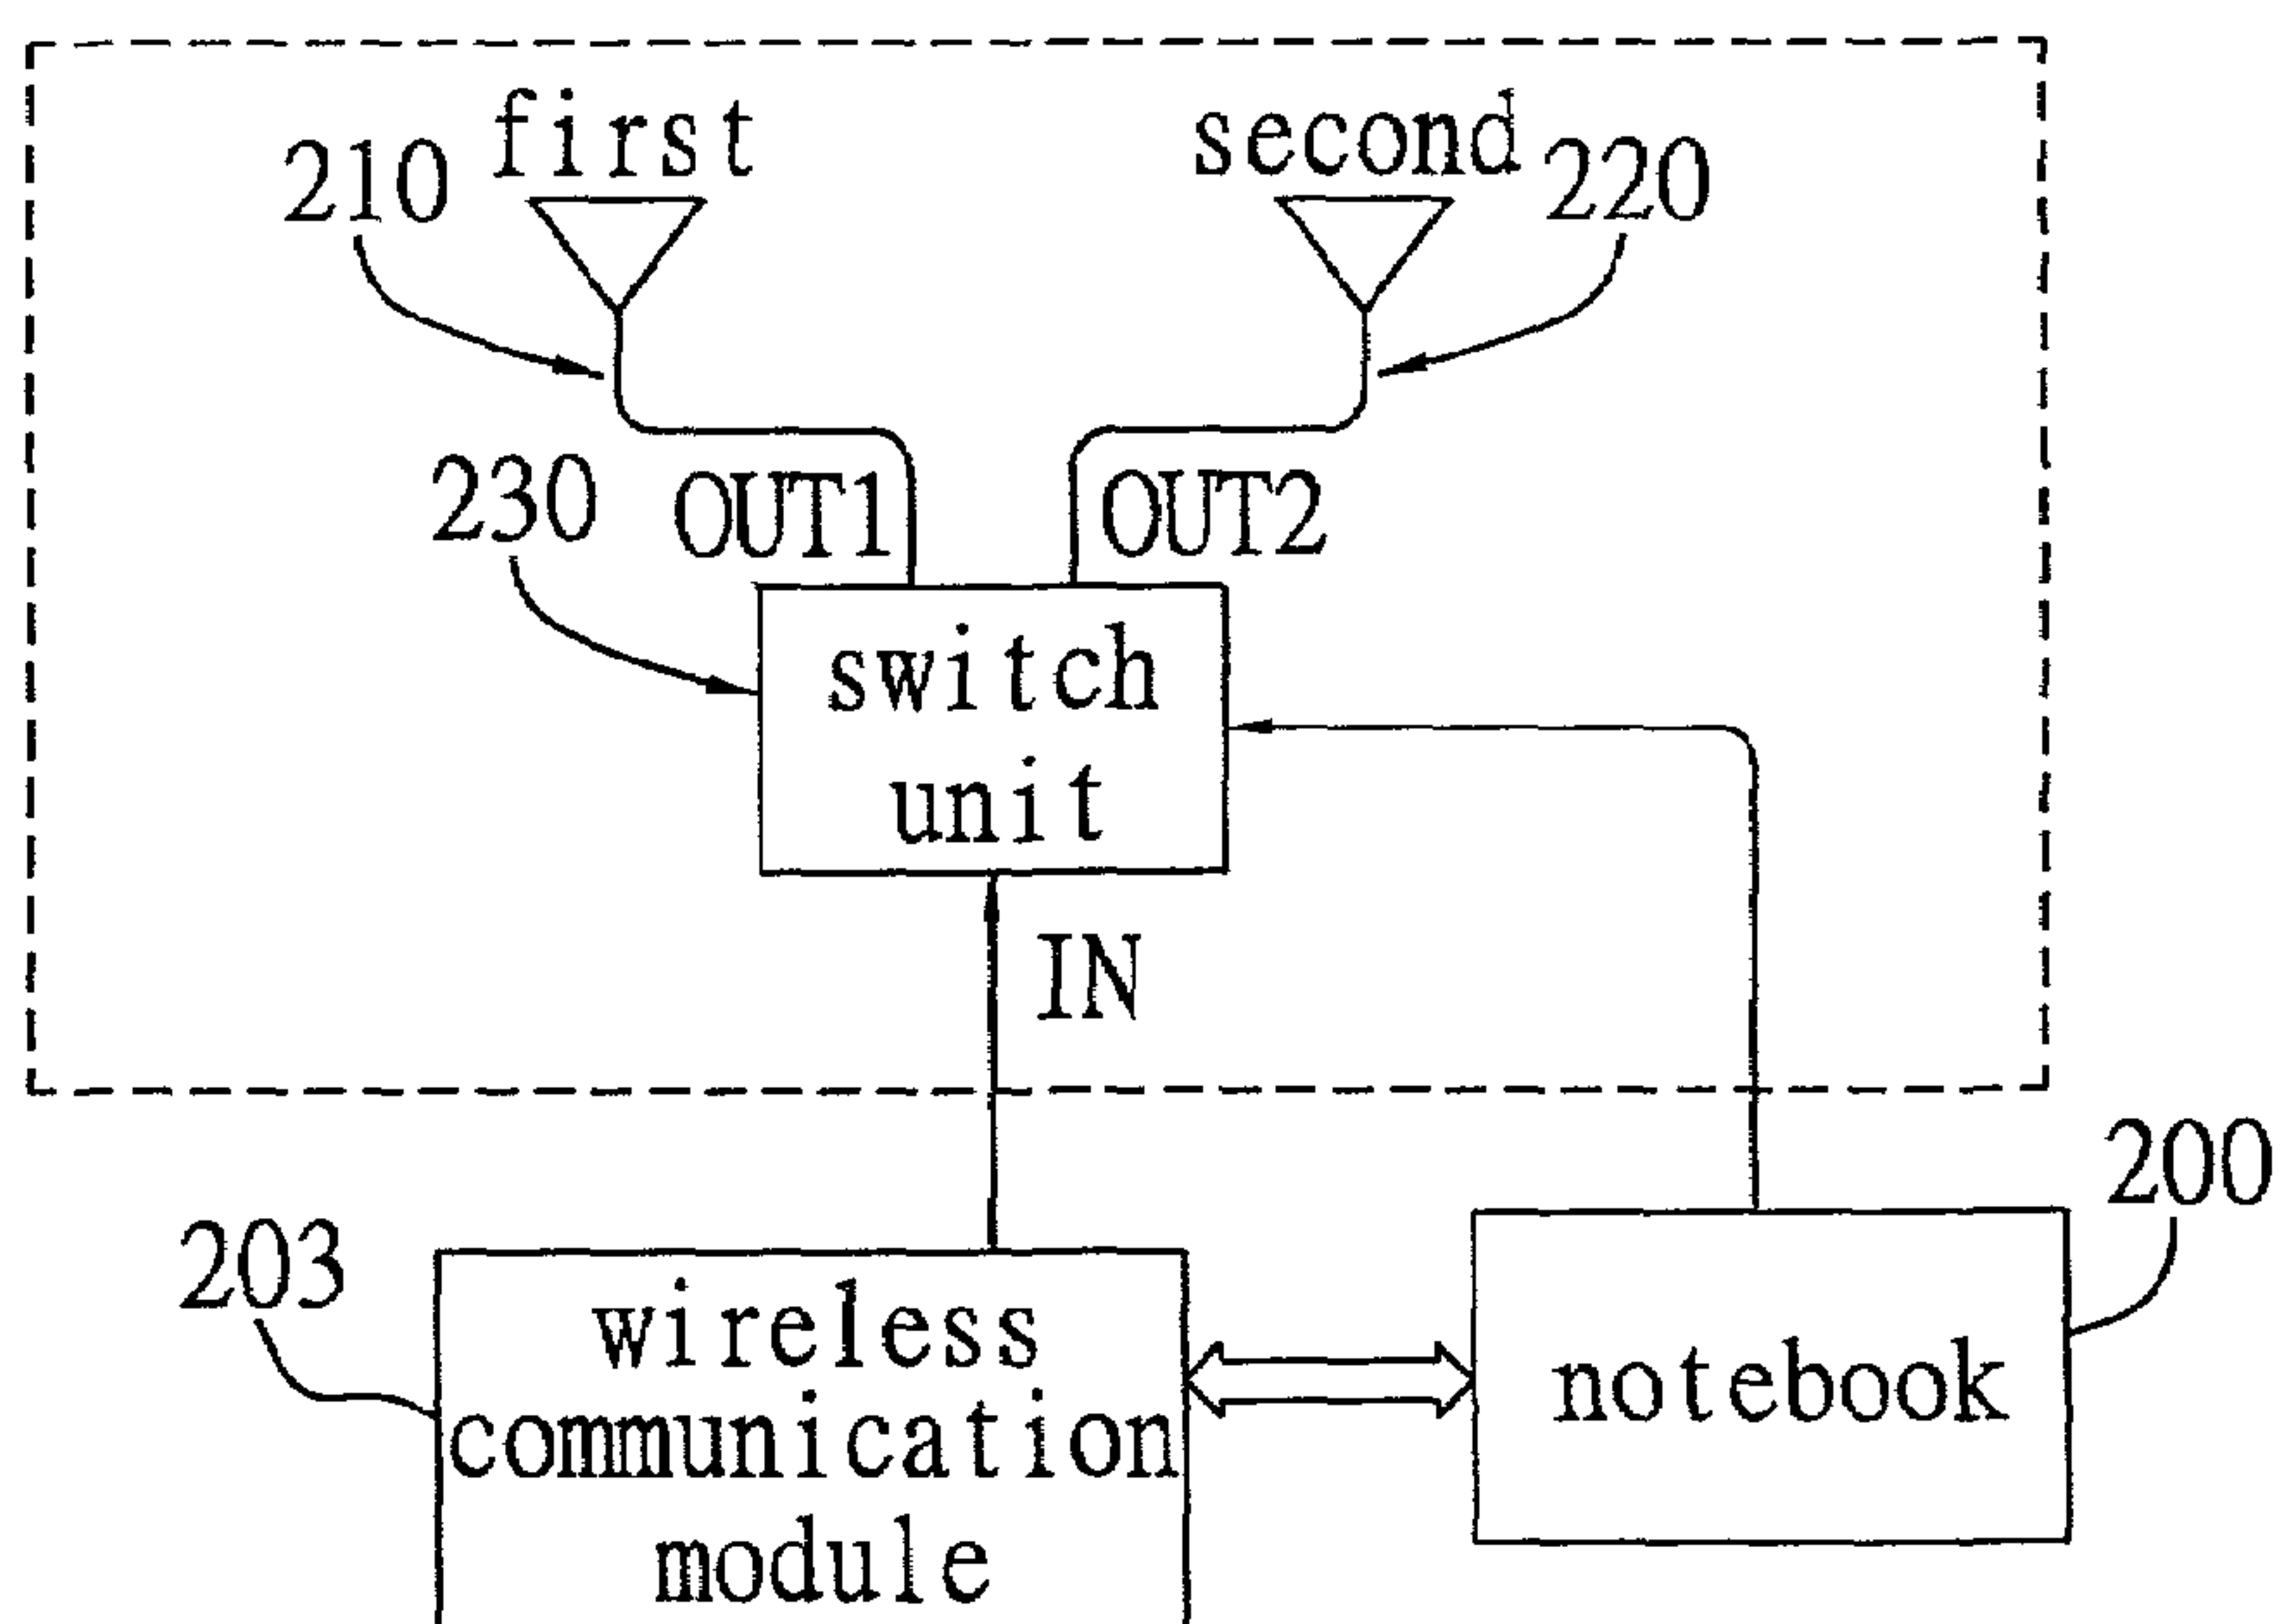 first
second
210
220
230
OUT1
OUT2
switch
unit
IN
200
203
wireless
communication
module
notebook